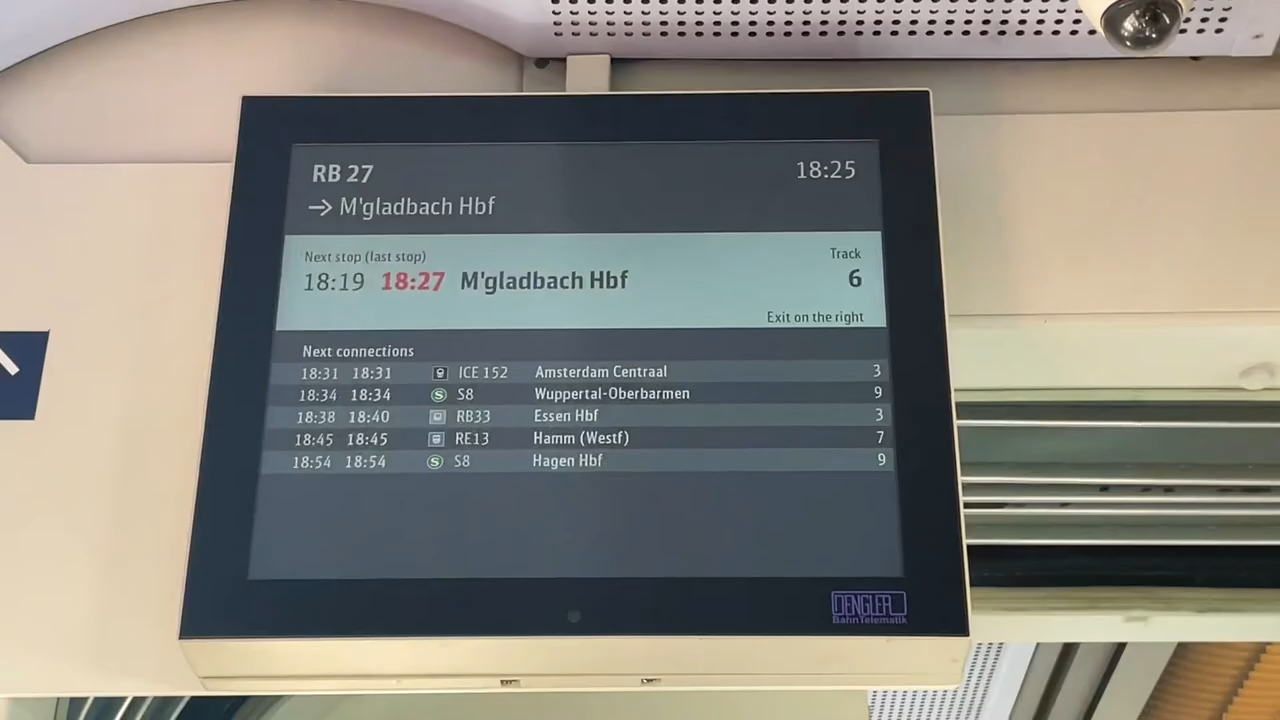 RB 27 18:25
→ M'gladbach Hbf
Next stop (last stop) Track
18:19 18:27 M'gladbach Hbf 6
Exit on the right
Next connections
18:31 18:31 ICE 152 Amsterdam Centraal 3
18:34 18:34 S S8 Wuppertal-Oberbarmen 9
18:38 18:40 RB33 Essen Hbf 3
18:45 18:45 RE13 Hamm (Westf) 7
18:54 18:54 S S8 Hagen Hbf 9
DENGLER
BahnTelematik